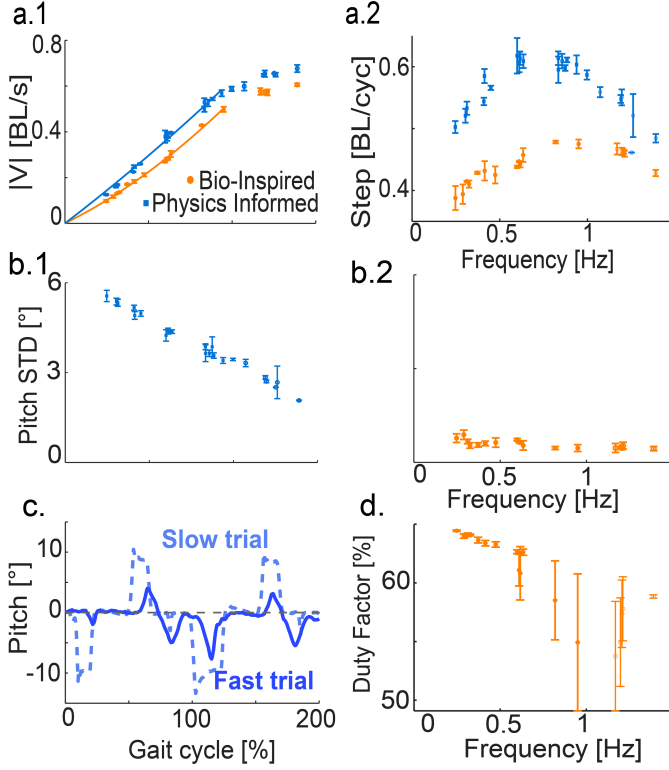 a.1
a.2
0.8
0.4
0
|V| [BL/s]
Bio-Inspired
Physics Informed
0.6
0.4
Step [BL/cyc]
0
0.5
1
Frequency [Hz]
b.1
b.2
6
3
0
Pitch STD [°]
0
0.5
1
Frequency [Hz]
c.
d.
10
0
-10
Pitch [°]
Slow trial
Fast trial
0
100
200
Gait cycle [%]
60
50
Duty Factor [%]
0
0.5
1
Frequency [Hz]